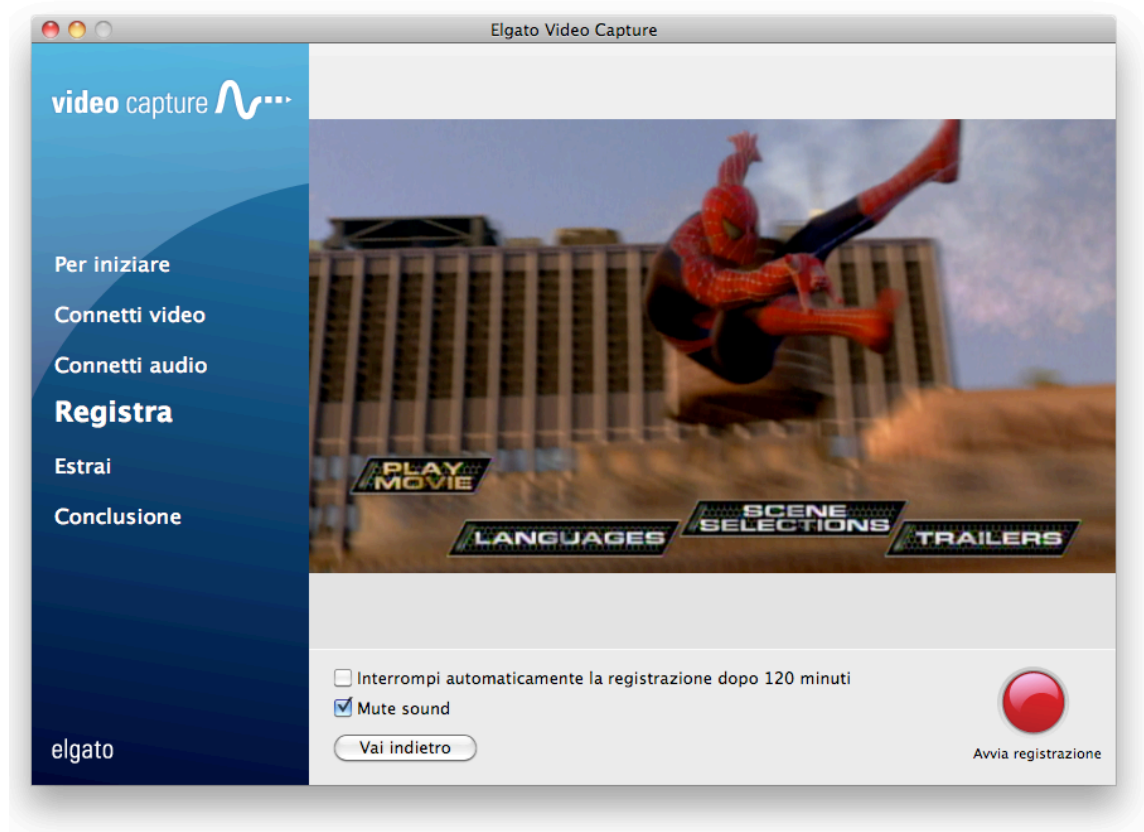 Elgato Video Capture
video capture
Per iniziare
Connetti video
Connetti audio
Registra
Estrai
Conclusione
elgato
PLAY
MOVIE
LANGUAGES
SCENE
SELECTIONS
TRAILERS
Interrompi automaticamente la registrazione dopo 120 minuti
Mute sound
Vai indietro
Avvia registrazione